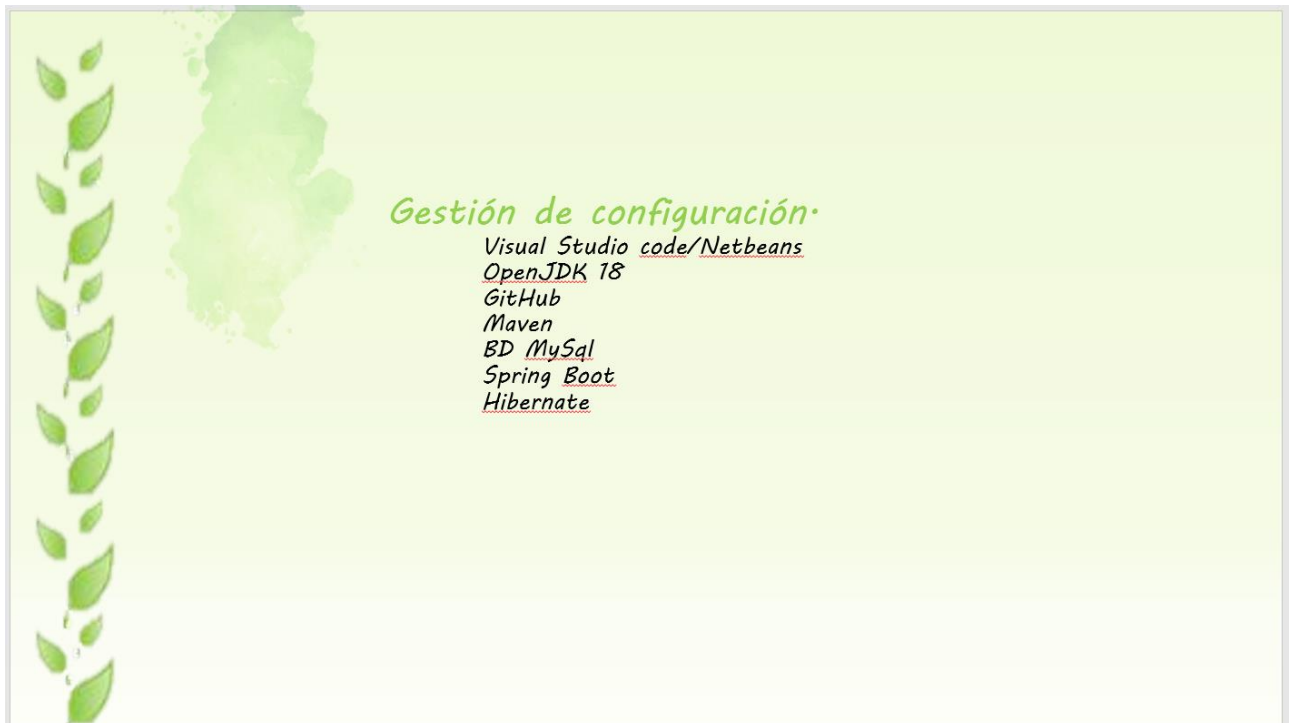 Gestión de configuración·
Visual Studio code/Netbeans
OpenJDK 18
GitHub
Maven
BD MySql
Spring Boot
Hibernate